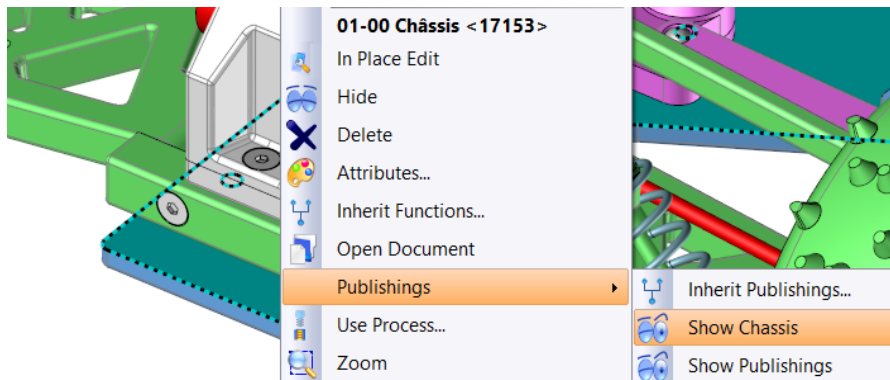 01-00 Châssis <17153>
In Place Edit
Hide
Delete
Attributes...
Inherit Functions...
Open Document
Publishings
Use Process...
Zoom
Inherit Publishings...
Show Chassis
Show Publishings